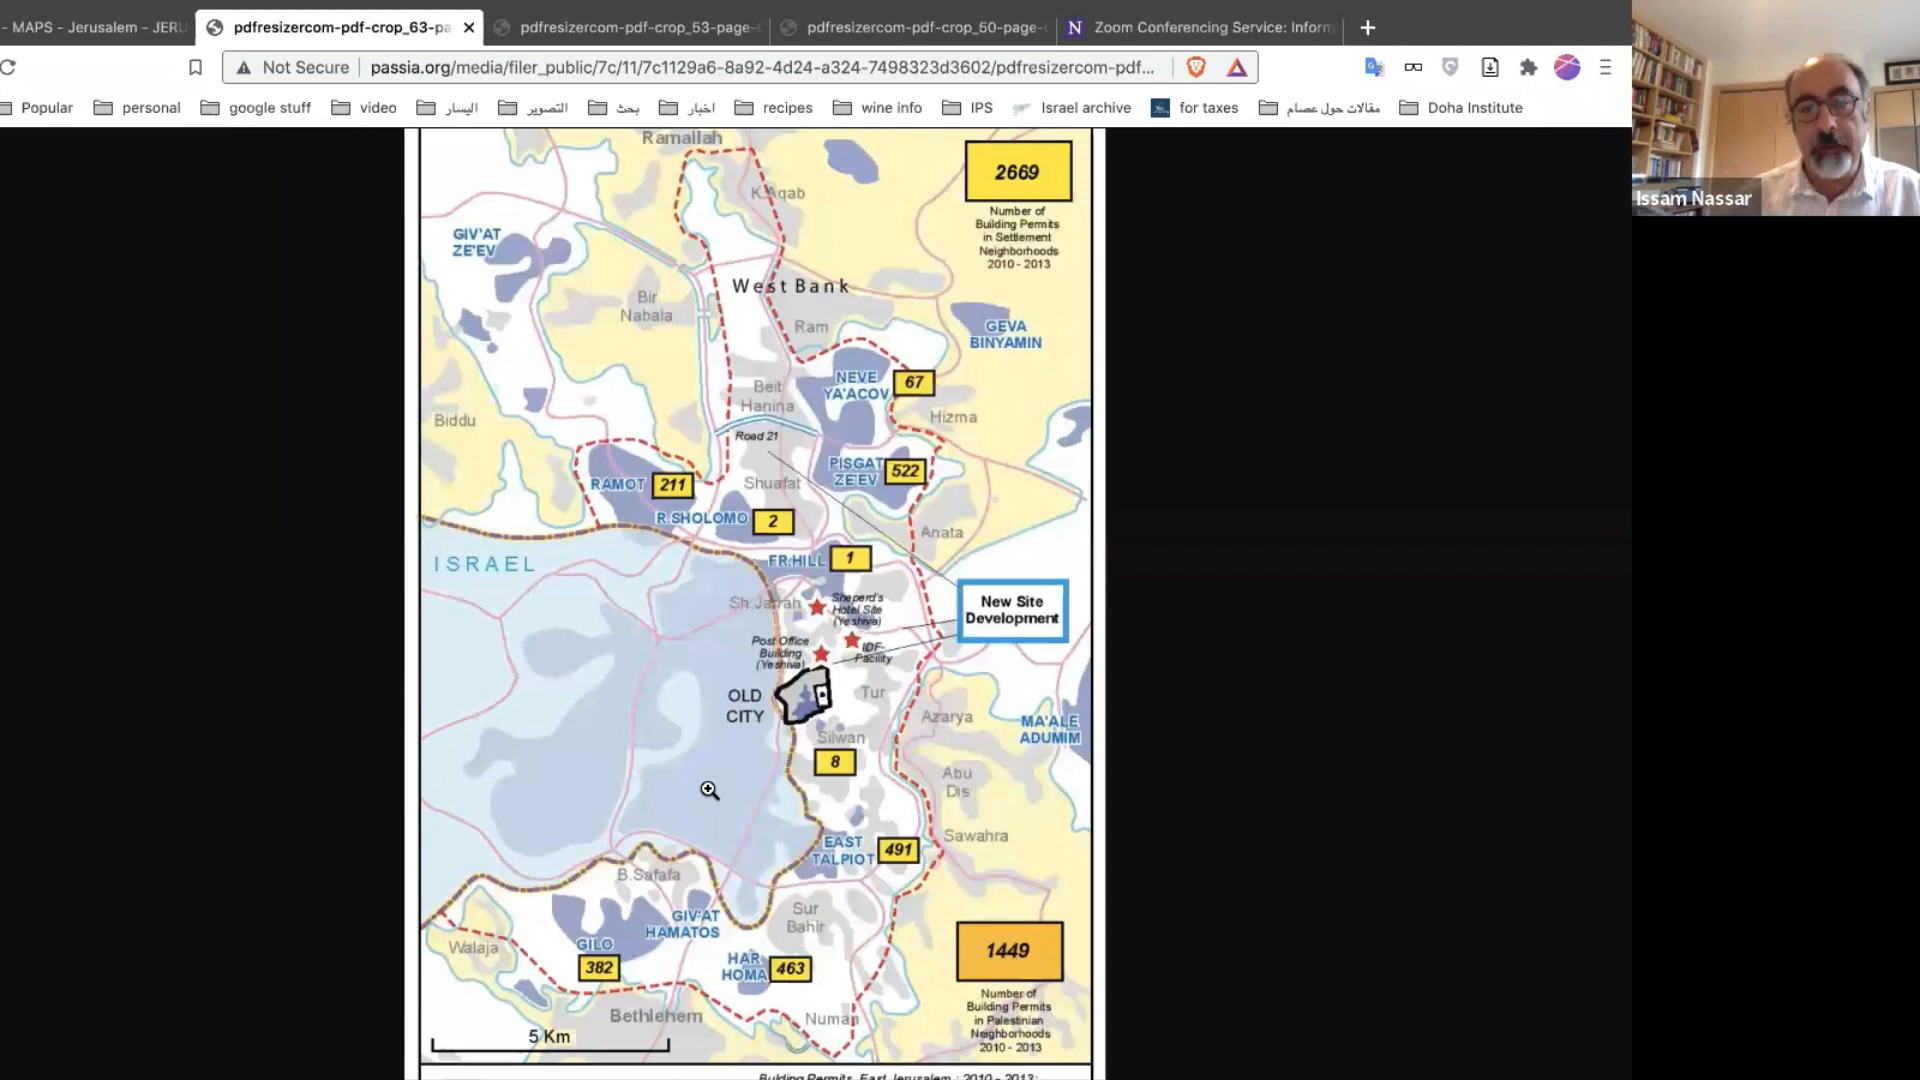 - MAPS - Jerusalem - JERU
pdfresizercom-pdf-crop_63-pa
pdfresizercom-pdf-crop_53-page-
pdfresizercom-pdf-crop_50-page-
N
Zoom Conferencing Service: Inform
Not Secure
passia.org/media/filer_public/7c/11/7c1129a6-8a92-4d24-a324-7498323d3602/pdfresizercom-pdf...
Popular
personal
google stuff
video
اليسار
التصوير
بحث
اخبار
recipes
wine info
IPS
Israel archive
for taxes
مقالات حول عصام
Doha Institute
Issam Nassar
Ramallah
2669
Number of
Building Permits
in Settlement
Neighborhoods
2010 - 2013
K.Aqab
GIV'AT
ZE'EV
West Bank
Bir
Nabala
Ram
GEVA
BINYAMIN
NEVE
YA'ACOV
67
Beit
Hanina
Hizma
Biddu
Road 21
PISGAT
ZE'EV
522
RAMOT
211
Shuafat
R.SHOLOMO
2
Anata
ISRAEL
FR.HILL
1
New Site
Development
Sh.Jarrah
Sheperd's
Hotel Site
(Yeshiva)
Post Office
Building
(Yeshiva)
IDF-
Facility
OLD
CITY
Tur
Azarya
MA'ALE
ADUMIM
Silwan
8
Abu
Dis
EAST
TALPIOT
491
Sawahra
B.Safafa
GIV'AT
HAMATOS
Sur
Bahir
Walaja
GILO
382
HAR
HOMA
463
1449
Number of
Building Permits
in Palestinian
Neighborhoods
2010 - 2013
Bethlehem
Numan
5 Km
Bulding Permits, East Jerusalem : 2010 - 2013: